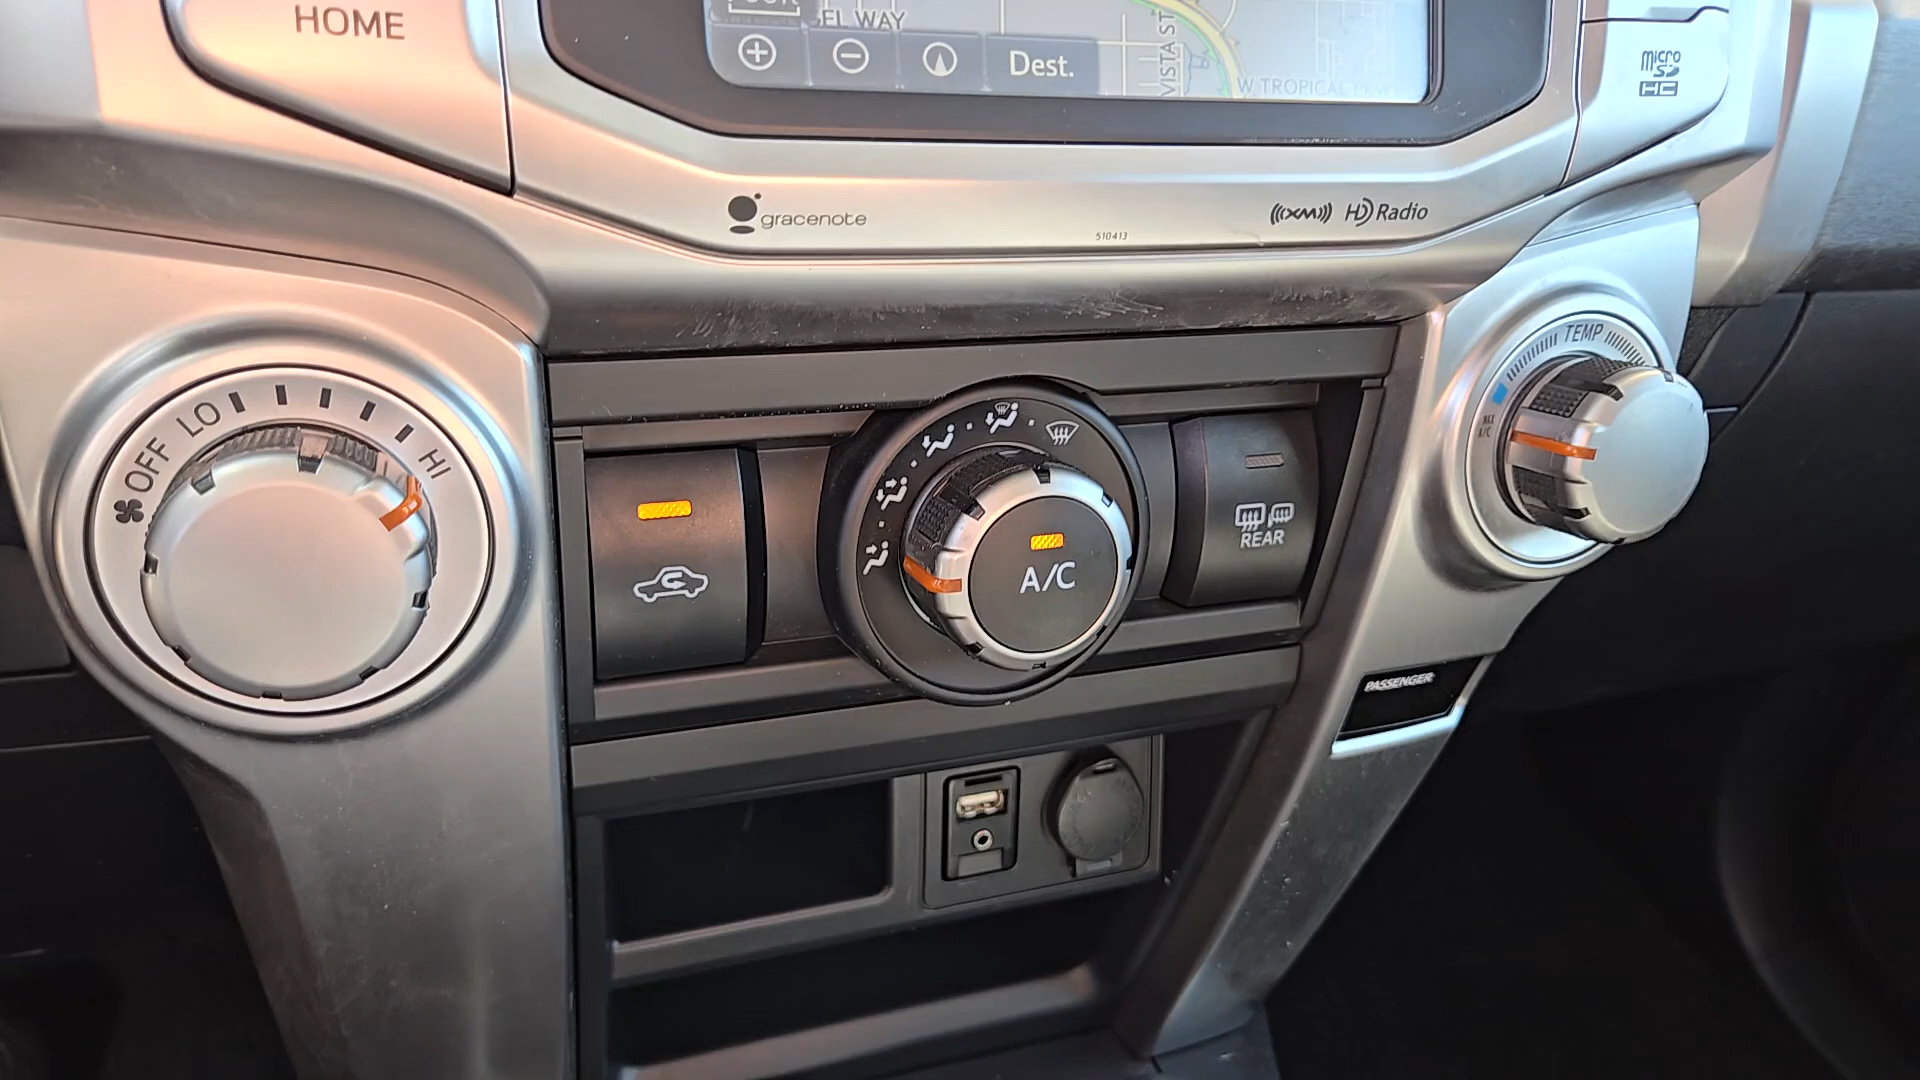 HOME
EL WAY
Dest.
VISTA ST
W TROPICAL PKW
micro
SD
HC
gracenote
510413
((XM)) HD Radio
OFF LO HI
TEMP
MAX
A/C
A/C
REAR
PASSENGER